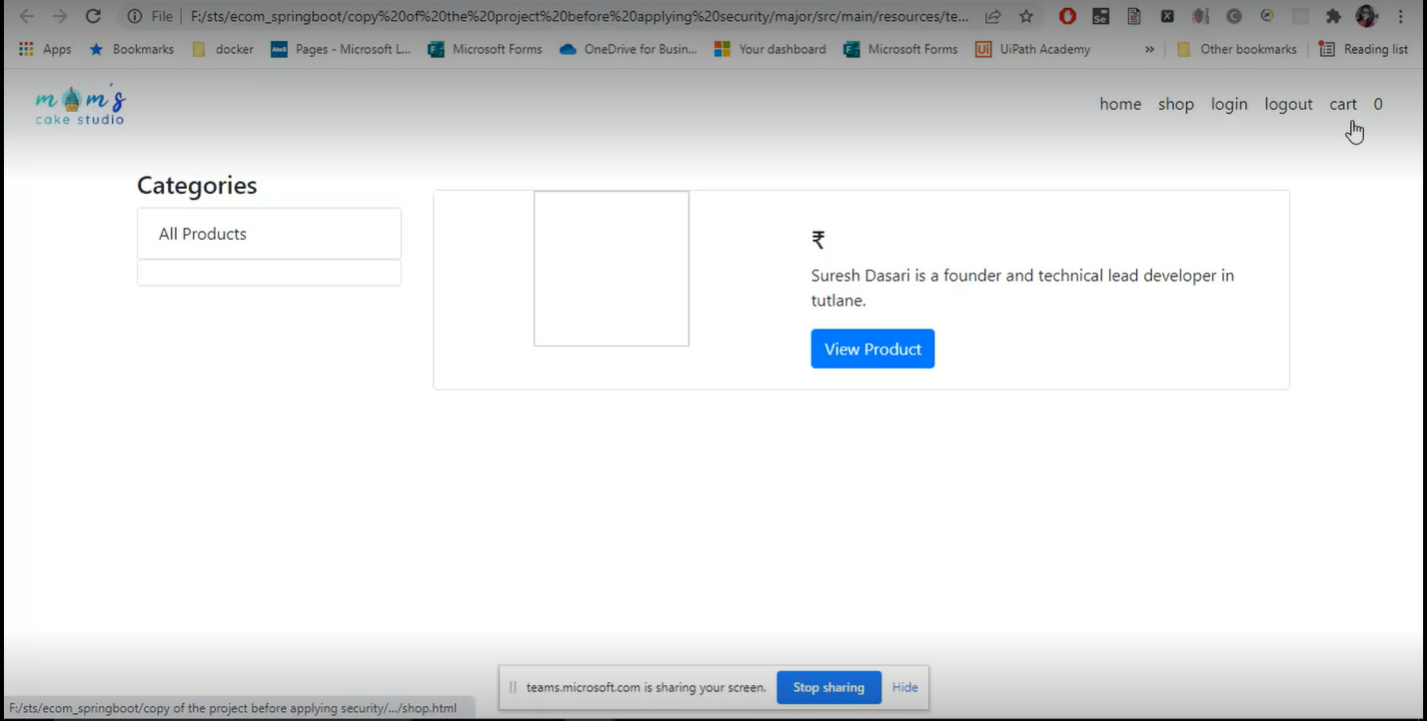 File
F:/sts/ecom_springboot/copy%20of%20the%20project%20before%20applying%20security/major/src/main/resources/te...
Apps Bookmarks docker Pages - Microsoft L... Microsoft Forms OneDrive for Busin... Your dashboard Microsoft Forms UiPath Academy » Other bookmarks Reading list
mom's
cake studio
home shop login logout cart 0
Categories
All Products
₹
Suresh Dasari is a founder and technical lead developer in
tutlane.
View Product
teams.microsoft.com is sharing your screen. Stop sharing Hide
F:/sts/ecom_springboot/copy of the project before applying security/.../shop.html